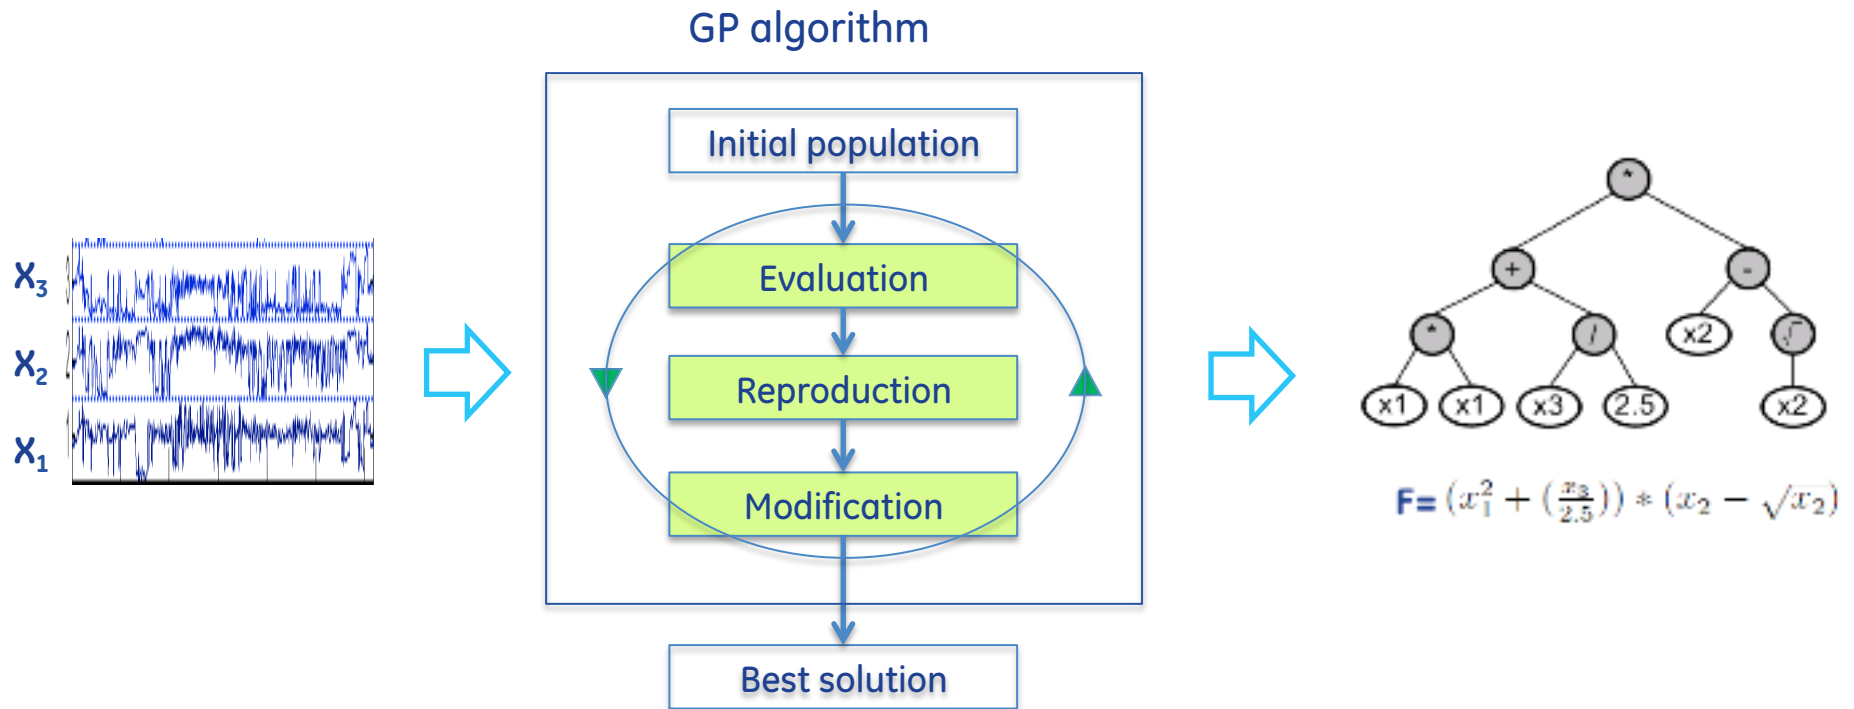 GP algorithm
Initial population
Evaluation
Reproduction
Modification
Best solution
X₃
X₂
X₁
*
+ -
* / x2 √
x1 x1 x3 2.5 x2
F= (x₁² + (x₃/2.5)) * (x₂ − √x₂)